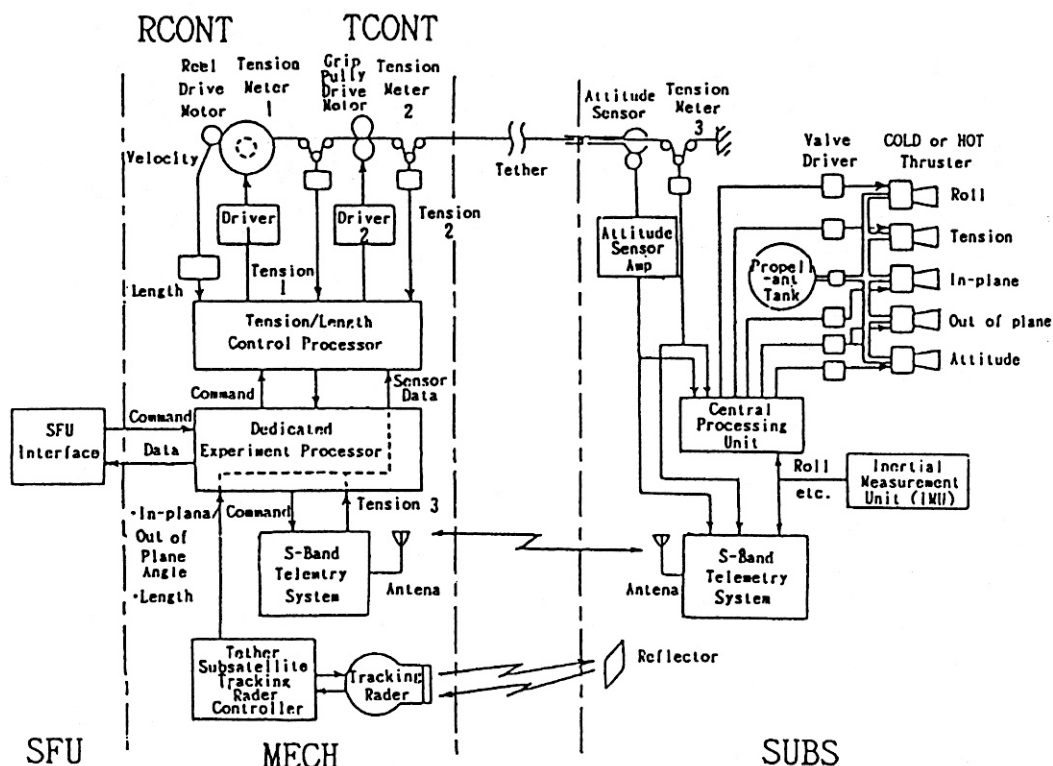 RCONT
TCONT
Reel
Drive
Motor
Tension
Meter
1
Grip
Pully
Drive
Motor
Tension
Meter
2
Attitude
Sensor
Tension
Meter
3
Valve
Driver
COLD or HOT
Thruster
Velocity
Tether
Roll
Driver
1
Driver
2
Tension
2
Attitude
Sensor
Amp
Tension
Propell
-ant
Tank
In-plane
Length
Tension
1
Out of plane
Tension/Length
Control Processor
Attitude
Command
Sensor
Data
SFU
Interface
Command
Data
Dedicated
Experiment Processor
Central
Processing
Unit
Roll
etc.
Inertial
Measurement
Unit (IMU)
·In-plana/
Out of
Plane
Angle
·Length
Command
Tension 3
S-Band
Telemtry
System
Antena
Antena
S-Band
Telemetry
System
Tether
Subsatellite
Tracking
Rader
Controller
Tracking
Rader
Reflector
SFU
MECH
SUBS